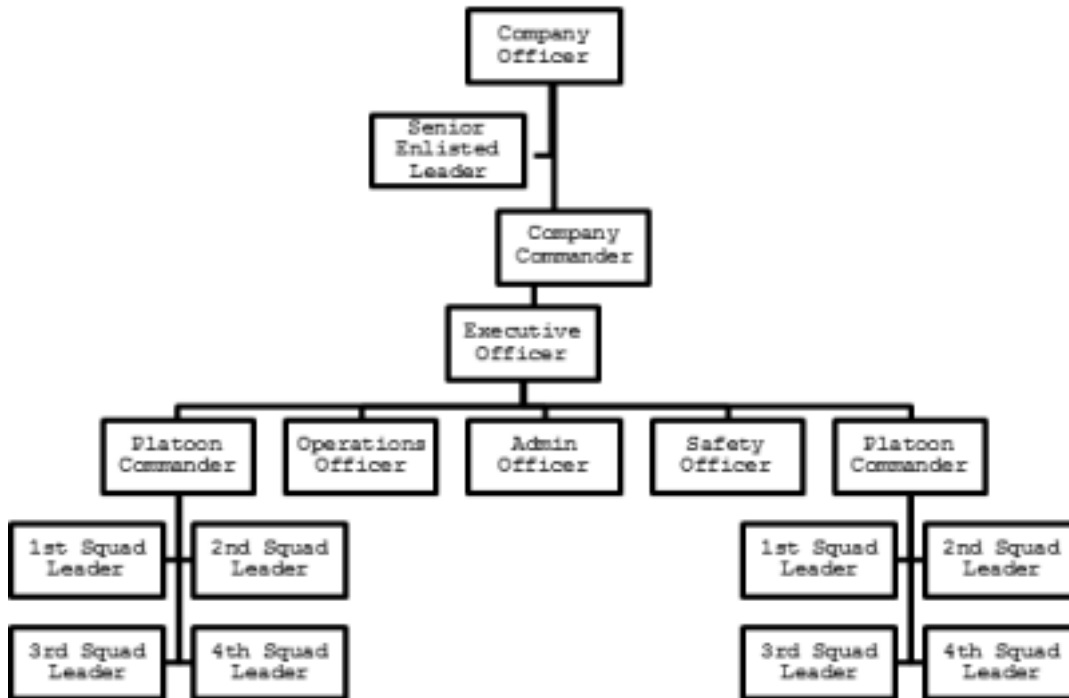 Company
Officer
Senior
Enlisted
Leader
Company
Commander
Executive
Officer
Platoon
Commander
Operations
Officer
Admin
Officer
Safety
Officer
Platoon
Commander
1st Squad
Leader
2nd Squad
Leader
1st Squad
Leader
2nd Squad
Leader
3rd Squad
Leader
4th Squad
Leader
3rd Squad
Leader
4th Squad
Leader